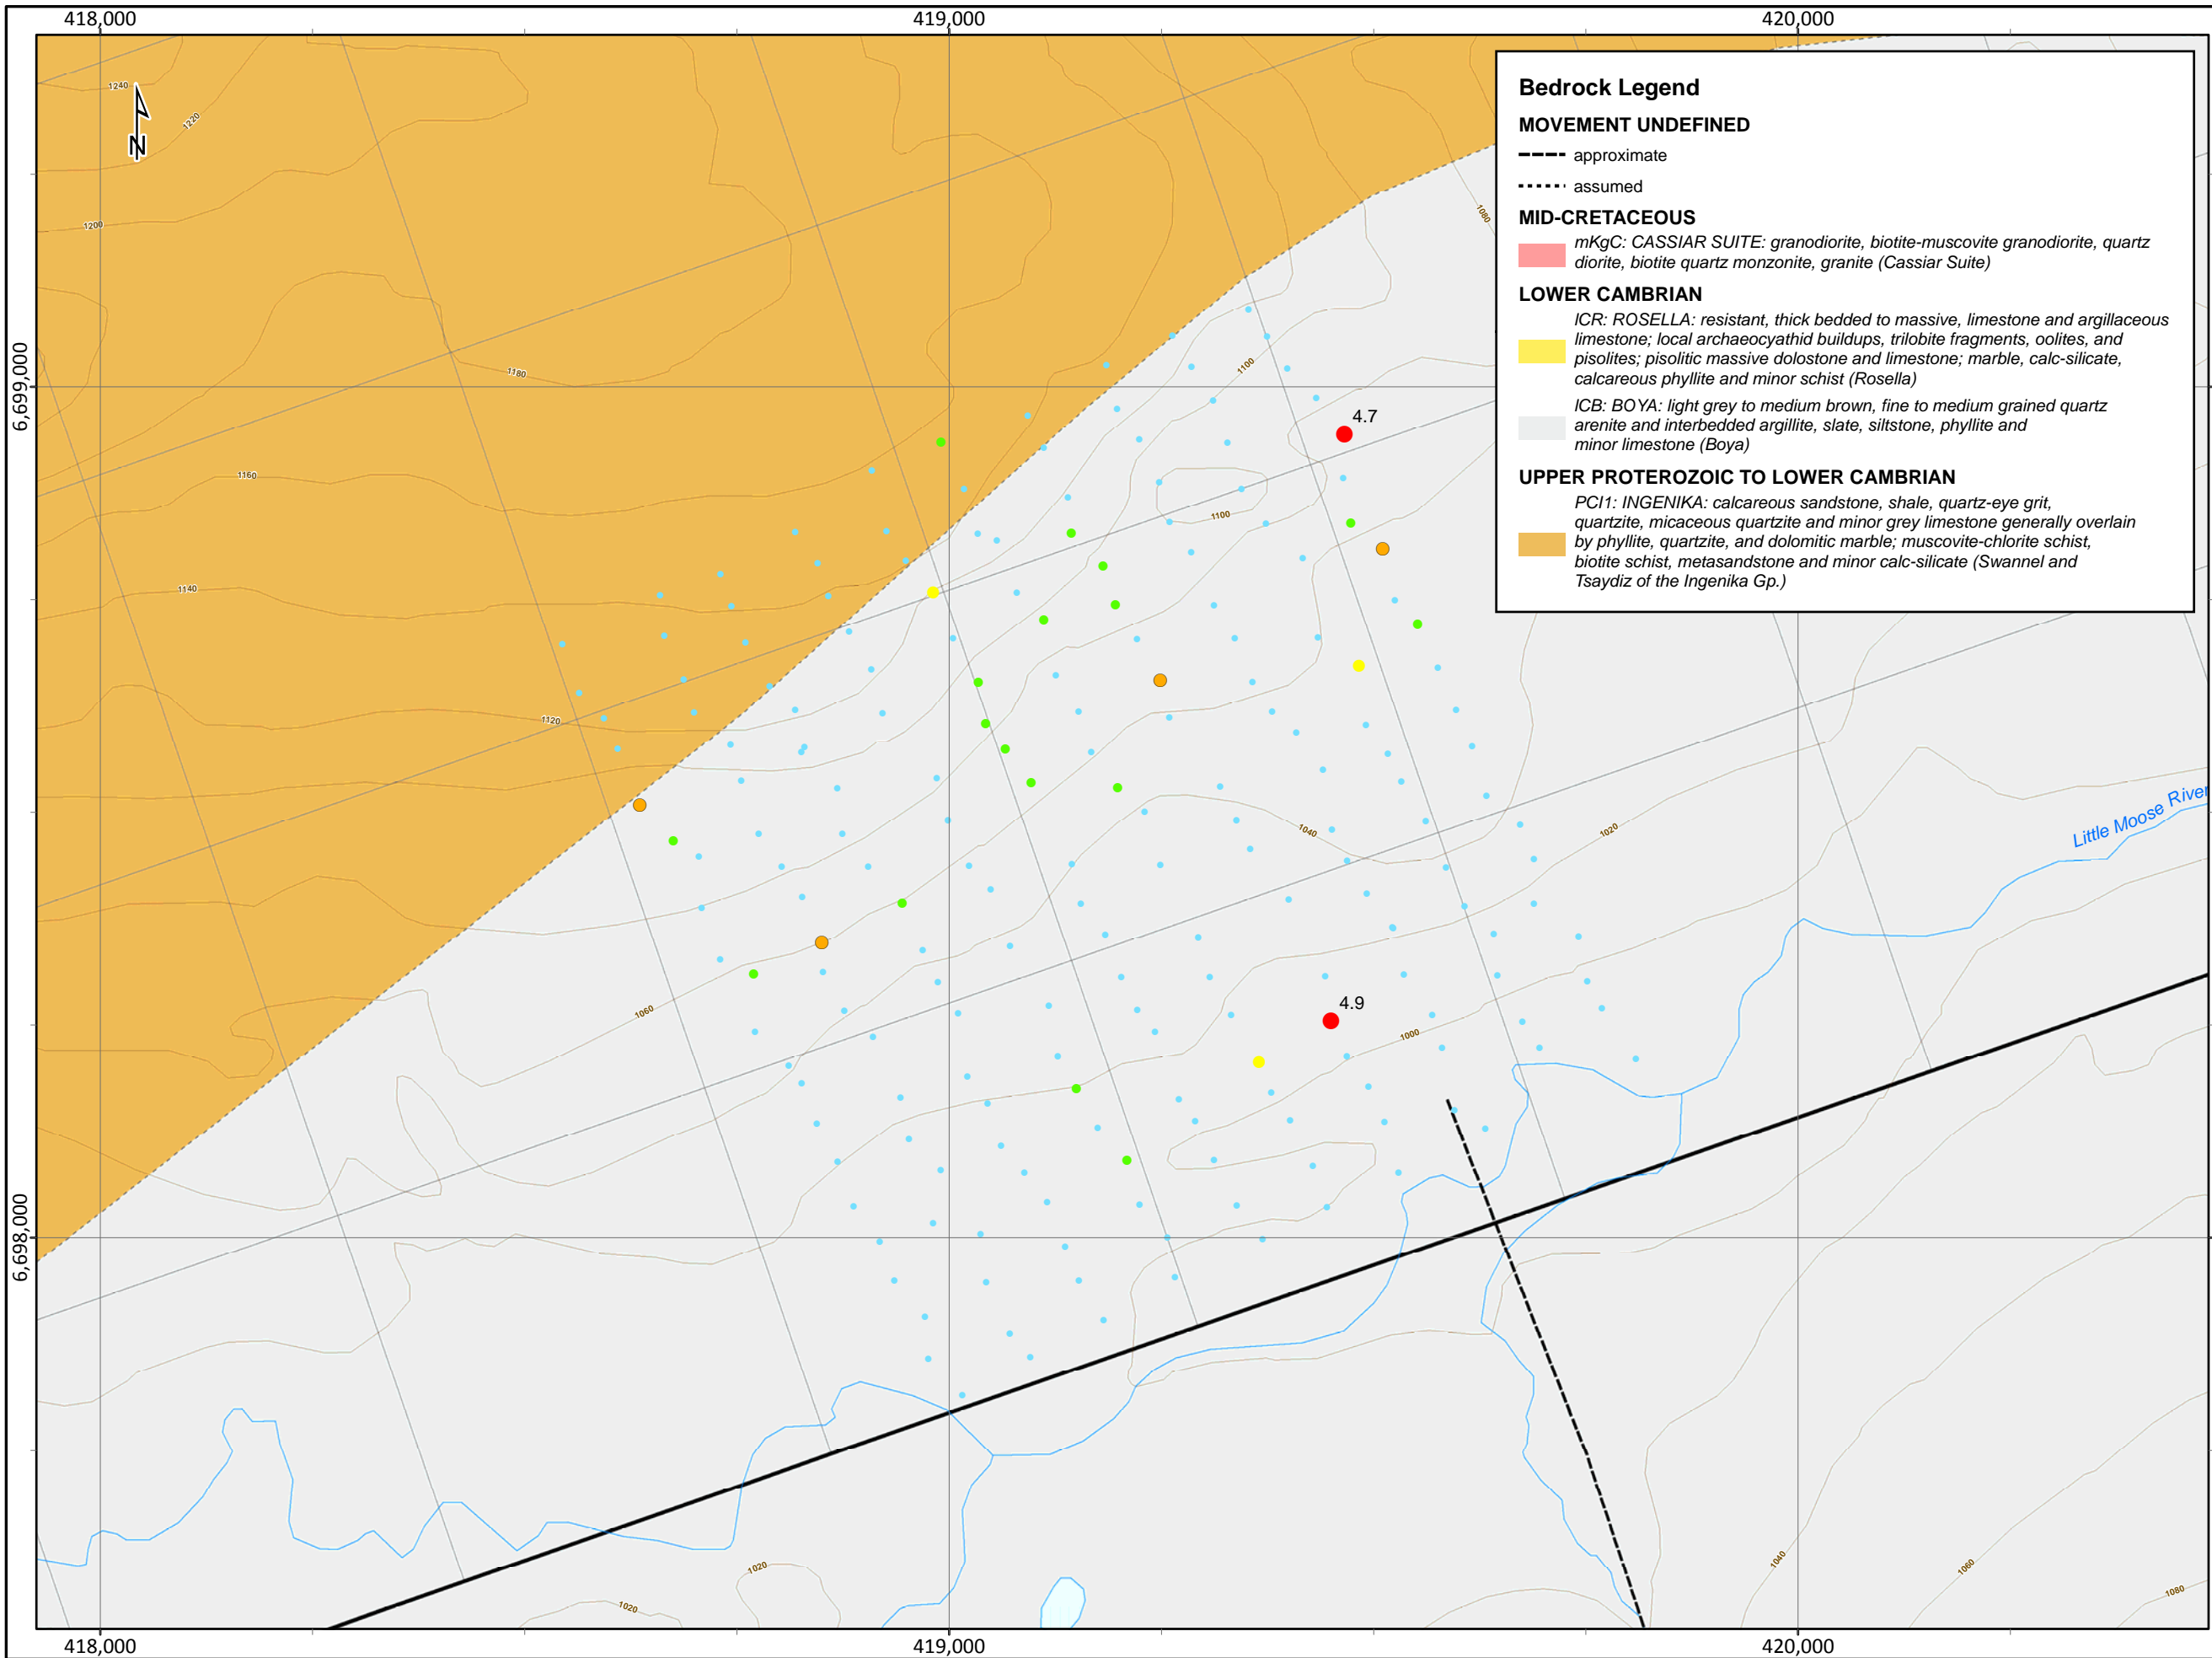 418,000
419,000
420,000
1240
1220
N
Bedrock Legend
MOVEMENT UNDEFINED
approximate
assumed
MID-CRETACEOUS
mKgC: CASSIAR SUITE: granodiorite, biotite-muscovite granodiorite, quartz
diorite, biotite quartz monzonite, granite (Cassiar Suite)
LOWER CAMBRIAN
lCR: ROSELLA: resistant, thick bedded to massive, limestone and argillaceous
limestone; local archaeocyathid buildups, trilobite fragments, oolites, and
pisolites; pisolitic massive dolostone and limestone; marble, calc-silicate,
calcareous phyllite and minor schist (Rosella)
lCB: BOYA: light grey to medium brown, fine to medium grained quartz
arenite and interbedded argillite, slate, siltstone, phyllite and
minor limestone (Boya)
UPPER PROTEROZOIC TO LOWER CAMBRIAN
PCI1: INGENIKA: calcareous sandstone, shale, quartz-eye grit,
quartzite, micaceous quartzite and minor grey limestone generally overlain
by phyllite, quartzite, and dolomitic marble; muscovite-chlorite schist,
biotite schist, metasandstone and minor calc-silicate (Swannel and
Tsaydiz of the Ingenika Gp.)
1200
1080
6,699,000
1180
1100
4.7
1160
1100
1140
1120
1040
1020
Little Moose River
1060
4.9
1000
6,698,000
1020
1020
1040
1060
1080
418,000
419,000
420,000